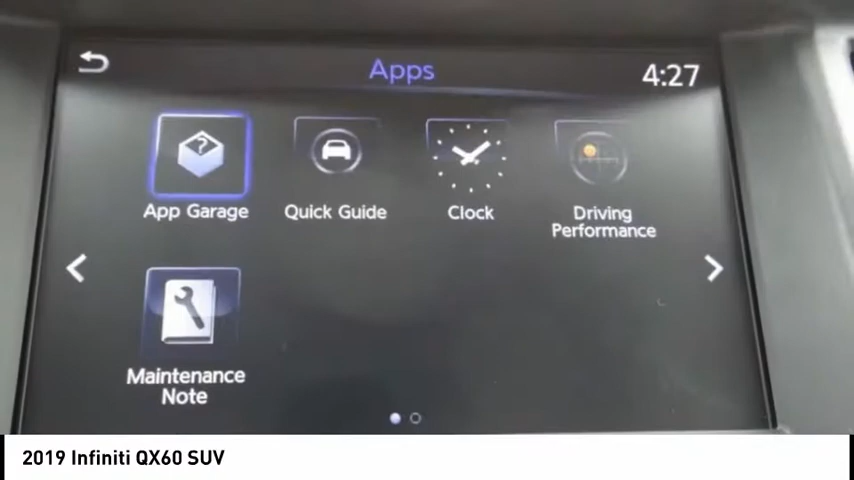 Apps
4:27
?
App Garage
Quick Guide
Clock
Driving
Performance
Maintenance
Note
2019 Infiniti QX60 SUV